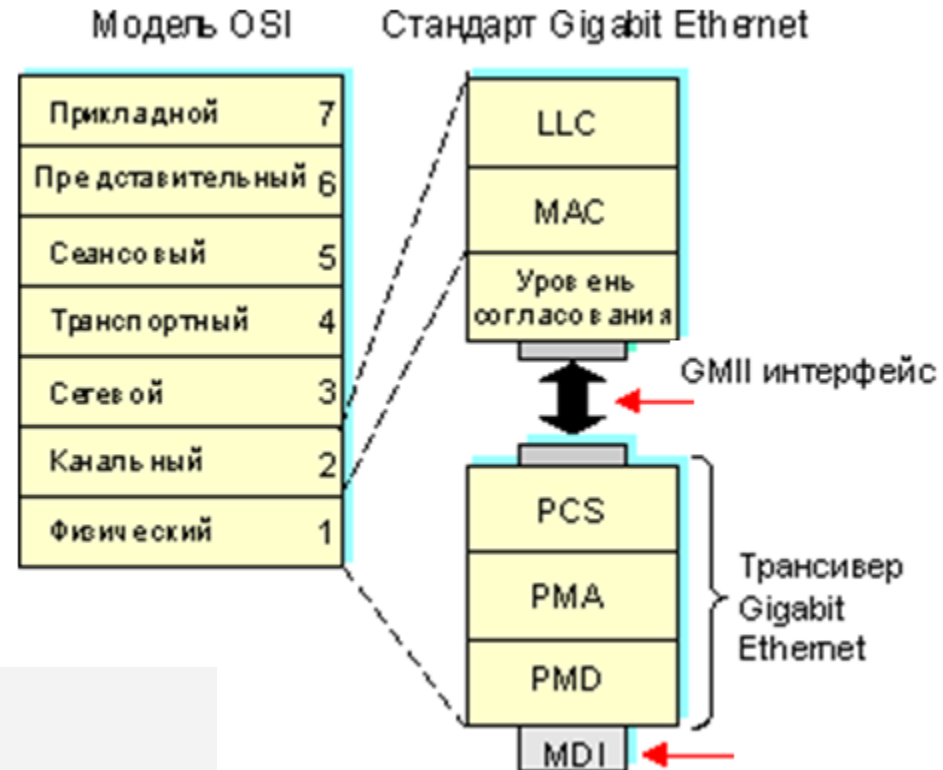 Модель OSI
Стандарт Gigabit Ethernet
Прикладной 7
Представительный 6
Сеансовый 5
Транспортный 4
Сетевой 3
Канальный 2
Физический 1
LLC
MAC
Уровень
согласования
GMII интерфейс
PCS
PMA
PMD
MDI
Трансивер
Gigabit
Ethernet